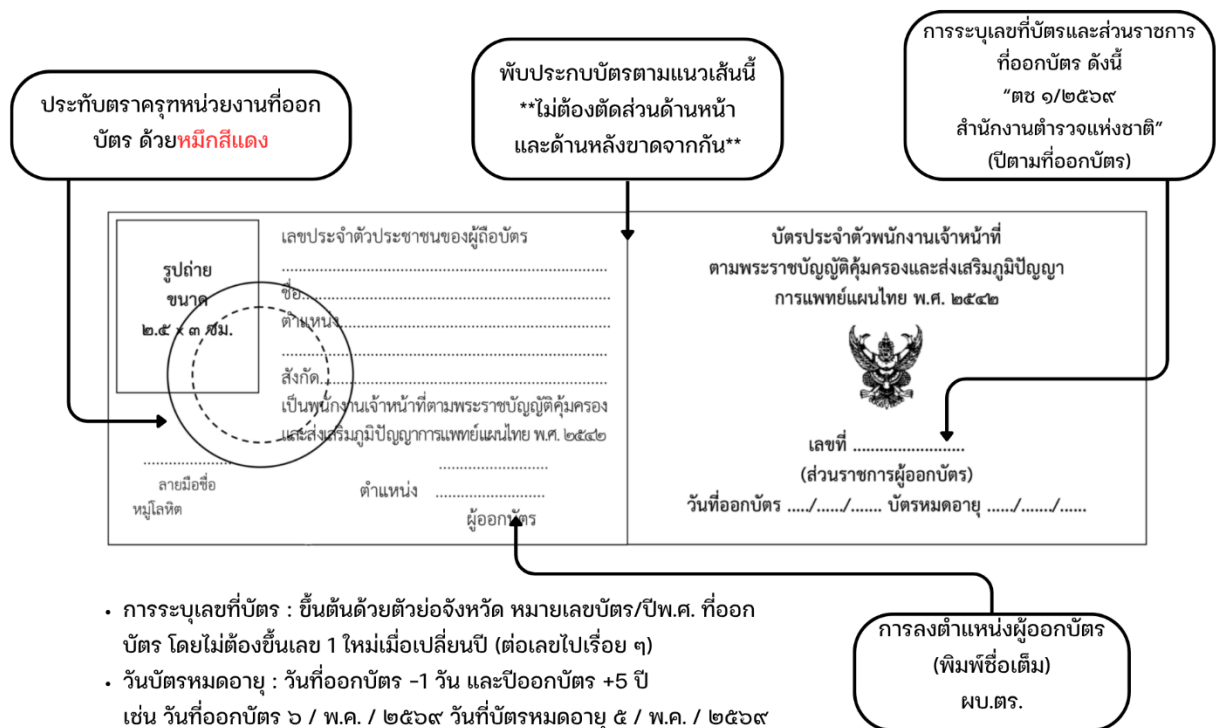 การระบุเลขที่บัตรและส่วนราชการ
ที่ออกบัตร ดังนี้
“ตช ๑/๒๕๖๙
สำนักงานตำรวจแห่งชาติ”
(ปีตามที่ออกบัตร)
พับประกบบัตรตามแนวเส้นนี้
**ไม่ต้องตัดส่วนด้านหน้า
และด้านหลังขาดจากกัน**
ประทับตราครุฑหน่วยงานที่ออก
บัตร ด้วยหมึกสีแดง
รูปถ่าย
ขนาด
๒.๕ x ๓ ซม.
เลขประจำตัวประชาชนของผู้ถือบัตร
................................................................
ชื่อ.............................................................
ตำแหน่ง.....................................................
................................................................
สังกัด.........................................................
เป็นพนักงานเจ้าหน้าที่ตามพระราชบัญญัติคุ้มครอง
และส่งเสริมภูมิปัญญาการแพทย์แผนไทย พ.ศ. ๒๕๔๒
.....................
ลายมือชื่อ
หมู่โลหิต
..........................
ตำแหน่ง ..........................
ผู้ออกบัตร
บัตรประจำตัวพนักงานเจ้าหน้าที่
ตามพระราชบัญญัติคุ้มครองและส่งเสริมภูมิปัญญา
การแพทย์แผนไทย พ.ศ. ๒๕๔๒
เลขที่ ..........................
(ส่วนราชการผู้ออกบัตร)
วันที่ออกบัตร ...../....../....... บัตรหมดอายุ ....../......./......
• การระบุเลขที่บัตร : ขึ้นต้นด้วยตัวย่อจังหวัด หมายเลขบัตร/ปีพ.ศ. ที่ออก
บัตร โดยไม่ต้องขึ้นเลข 1 ใหม่เมื่อเปลี่ยนปี (ต่อเลขไปเรื่อย ๆ)
• วันบัตรหมดอายุ : วันที่ออกบัตร -1 วัน และปีออกบัตร +5 ปี
เช่น วันที่ออกบัตร ๖ / พ.ค. / ๒๕๖๙ วันที่บัตรหมดอายุ ๕ / พ.ค. / ๒๕๖๙
การลงตำแหน่งผู้ออกบัตร
(พิมพ์ชื่อเต็ม)
ผบ.ตร.